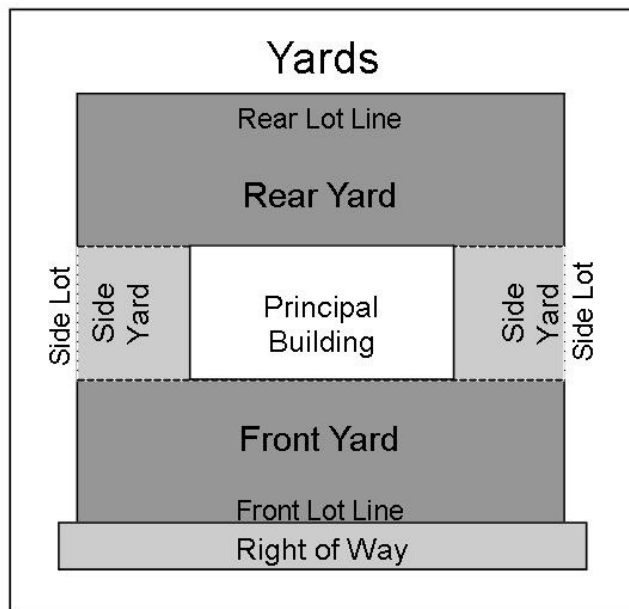 Yards
Rear Lot Line
Rear Yard
Side Lot
Side
Yard
Principal
Building
Side
Yard
Side Lot
Front Yard
Front Lot Line
Right of Way